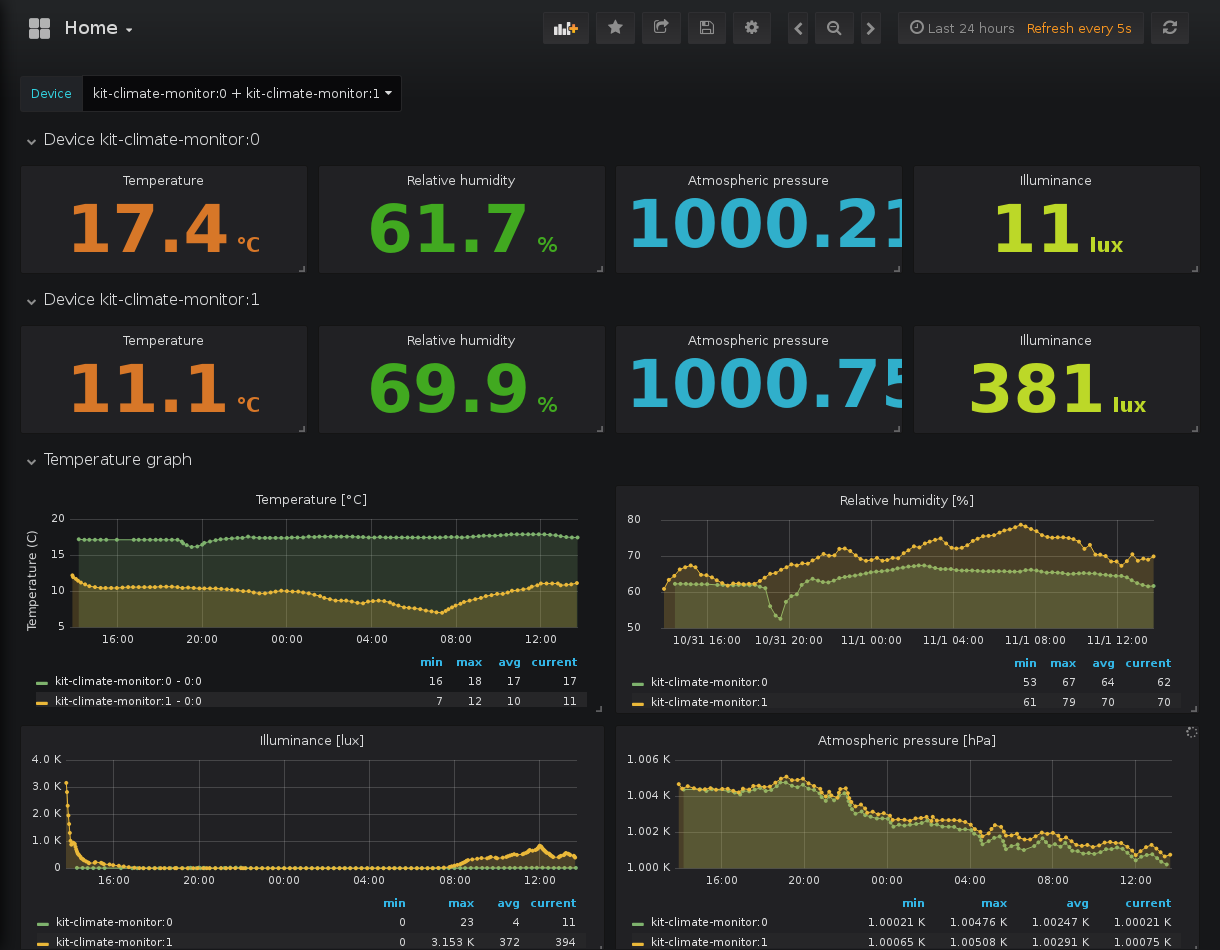 Home
Last 24 hours Refresh every 5s
Device kit-climate-monitor:0 + kit-climate-monitor:1
Device kit-climate-monitor:0
Temperature Relative humidity Atmospheric pressure Illuminance
17.4 °C 61.7 % 1000.21 11 lux
Device kit-climate-monitor:1
Temperature Relative humidity Atmospheric pressure Illuminance
11.1 °C 69.9 % 1000.75 381 lux
Temperature graph
Temperature [°C]
Temperature (C)
20
15
10
5
16:00 20:00 00:00 04:00 08:00 12:00
min max avg current
kit-climate-monitor:0 - 0:0 16 18 17 17
kit-climate-monitor:1 - 0:0 7 12 10 11
Relative humidity [%]
80
70
60
50
10/31 16:00 10/31 20:00 11/1 00:00 11/1 04:00 11/1 08:00 11/1 12:00
min max avg current
kit-climate-monitor:0 53 67 64 62
kit-climate-monitor:1 61 79 70 70
Illuminance [lux]
4.0 K
3.0 K
2.0 K
1.0 K
0
16:00 20:00 00:00 04:00 08:00 12:00
min max avg current
kit-climate-monitor:0 0 23 4 11
kit-climate-monitor:1 0 3.153 K 372 394
Atmospheric pressure [hPa]
1.006 K
1.004 K
1.002 K
1.000 K
16:00 20:00 00:00 04:00 08:00 12:00
min max avg current
kit-climate-monitor:0 1.00021 K 1.00476 K 1.00247 K 1.00021 K
kit-climate-monitor:1 1.00065 K 1.00508 K 1.00291 K 1.00075 K